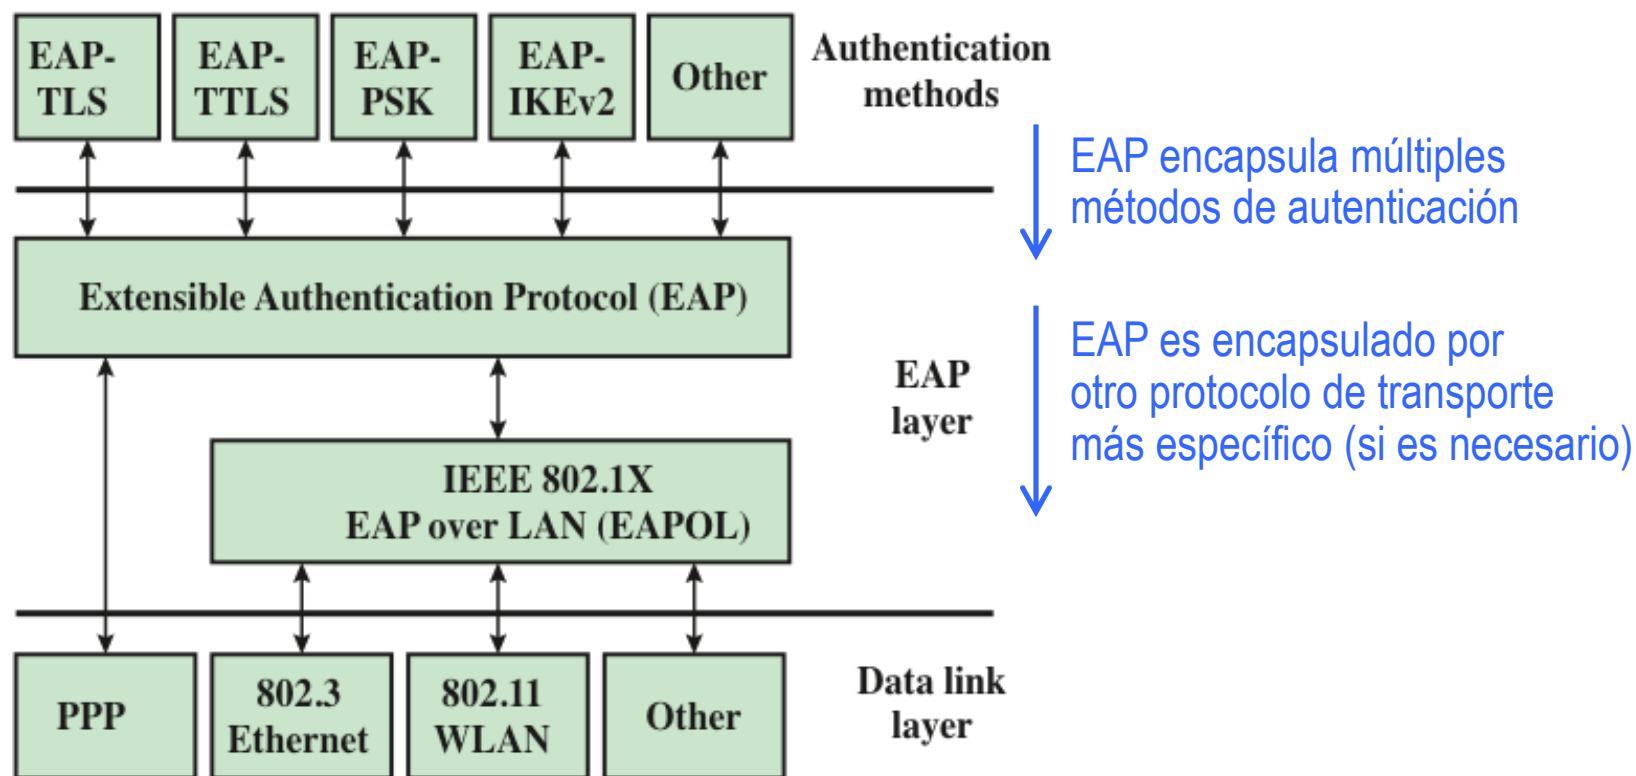 EAP-
TLS
EAP-
TTLS
EAP-
PSK
EAP-
IKEv2
Other
Authentication
methods
EAP encapsula múltiples
métodos de autenticación
Extensible Authentication Protocol (EAP)
EAP
layer
EAP es encapsulado por
otro protocolo de transporte
más específico (si es necesario)
IEEE 802.1X
EAP over LAN (EAPOL)
PPP
802.3
Ethernet
802.11
WLAN
Other
Data link
layer